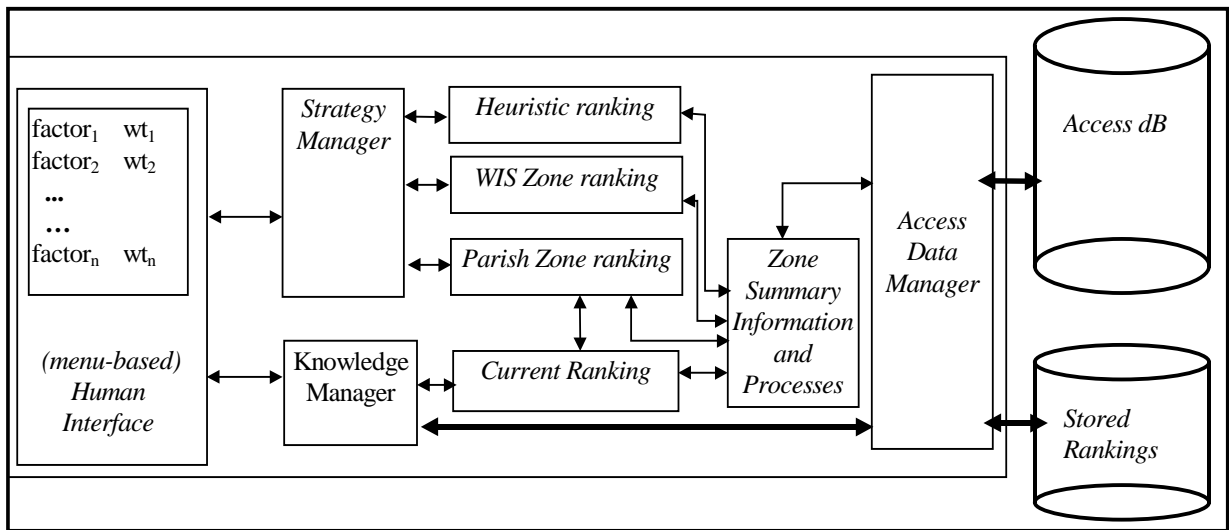 factor₁ wt₁
factor₂ wt₂
...
...
factorₙ wtₙ
(menu-based)
Human
Interface
Strategy
Manager
Knowledge
Manager
Heuristic ranking
WIS Zone ranking
Parish Zone ranking
Current Ranking
Zone
Summary
Information
and
Processes
Access
Data
Manager
Access dB
Stored
Rankings